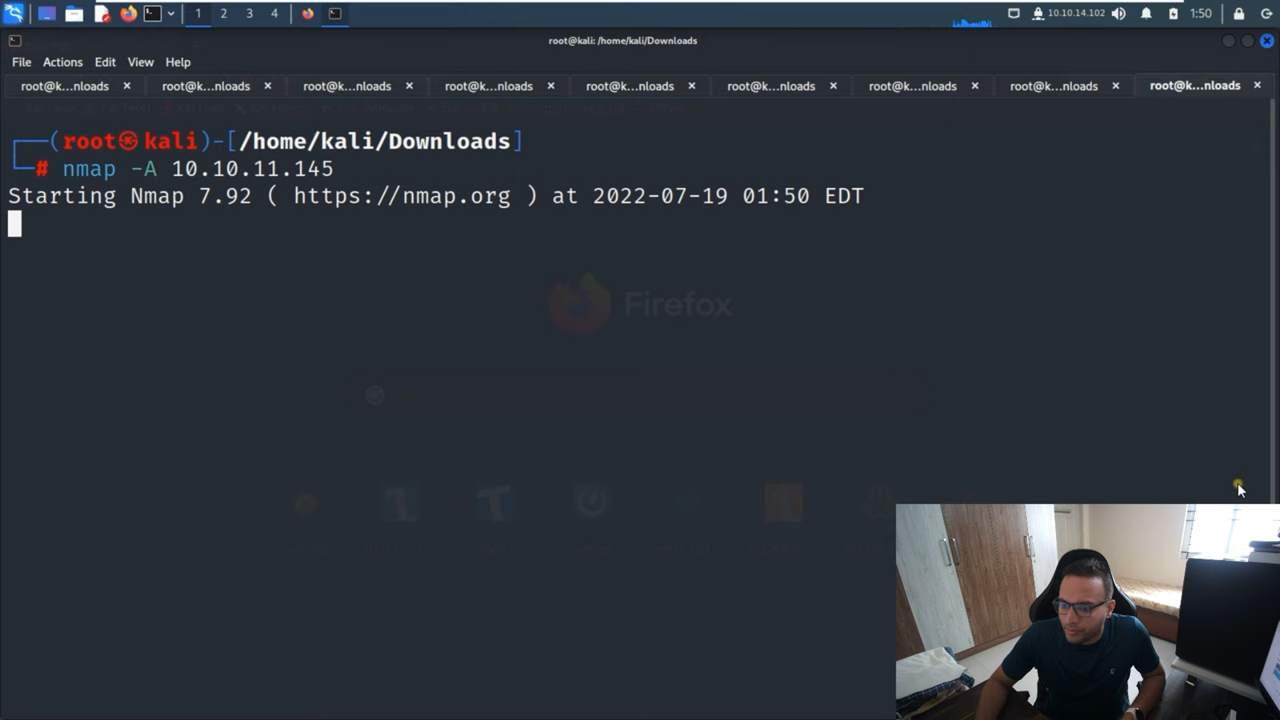 1 2 3 4 10.10.14.102 1:50
root@kali: /home/kali/Downloads
File Actions Edit View Help
root@k...nloads root@k...nloads root@k...nloads root@k...nloads root@k...nloads root@k...nloads root@k...nloads root@k...nloads root@k...nloads
(root㉿kali)-[/home/kali/Downloads]
# nmap -A 10.10.11.145
Starting Nmap 7.92 ( https://nmap.org ) at 2022-07-19 01:50 EDT
Firefox